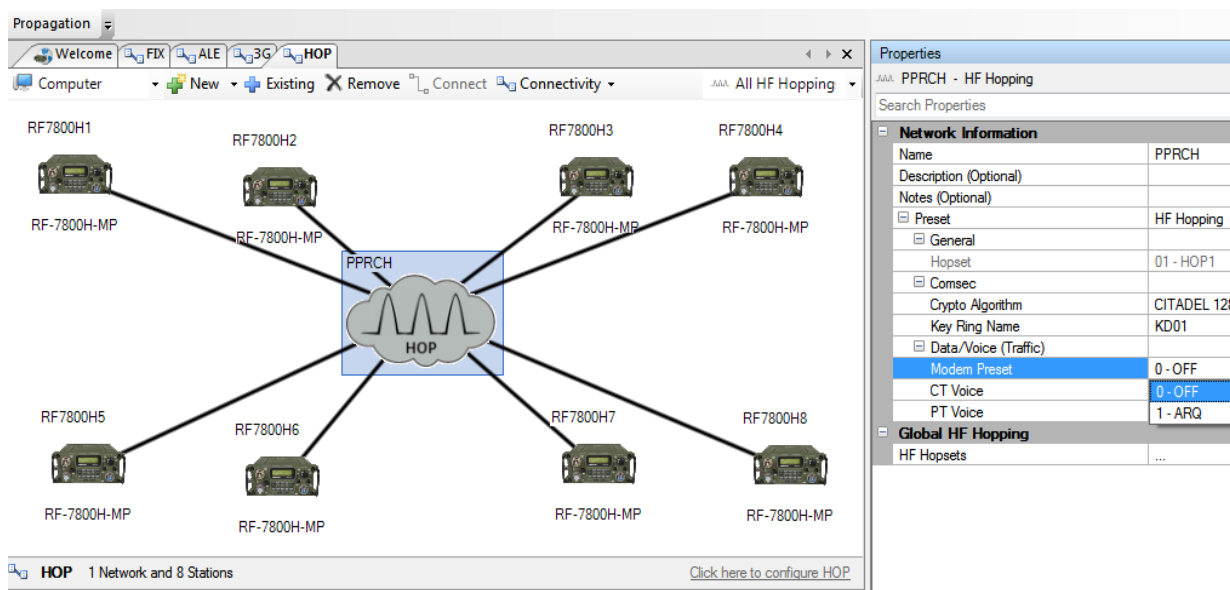 Propagation
Welcome FIX ALE 3G HOP
Properties
Computer New Existing Remove Connect Connectivity All HF Hopping
PPRCH - HF Hopping
Search Properties
RF7800H1
RF7800H2
RF7800H3
RF7800H4
RF-7800H-MP
RF-7800H-MP
RF-7800H-MP
RF-7800H-MP
PPRCH
HOP
RF7800H5
RF7800H6
RF7800H7
RF7800H8
RF-7800H-MP
RF-7800H-MP
RF-7800H-MP
RF-7800H-MP
HOP 1 Network and 8 Stations
Click here to configure HOP
Network Information
Name PPRCH
Description (Optional)
Notes (Optional)
Preset HF Hopping
General
Hopset 01 - HOP1
Comsec
Crypto Algorithm CITADEL 128
Key Ring Name KD01
Data/Voice (Traffic)
Modem Preset 0 - OFF
CT Voice 0 - OFF
PT Voice 1 - ARQ
Global HF Hopping
HF Hopsets ...